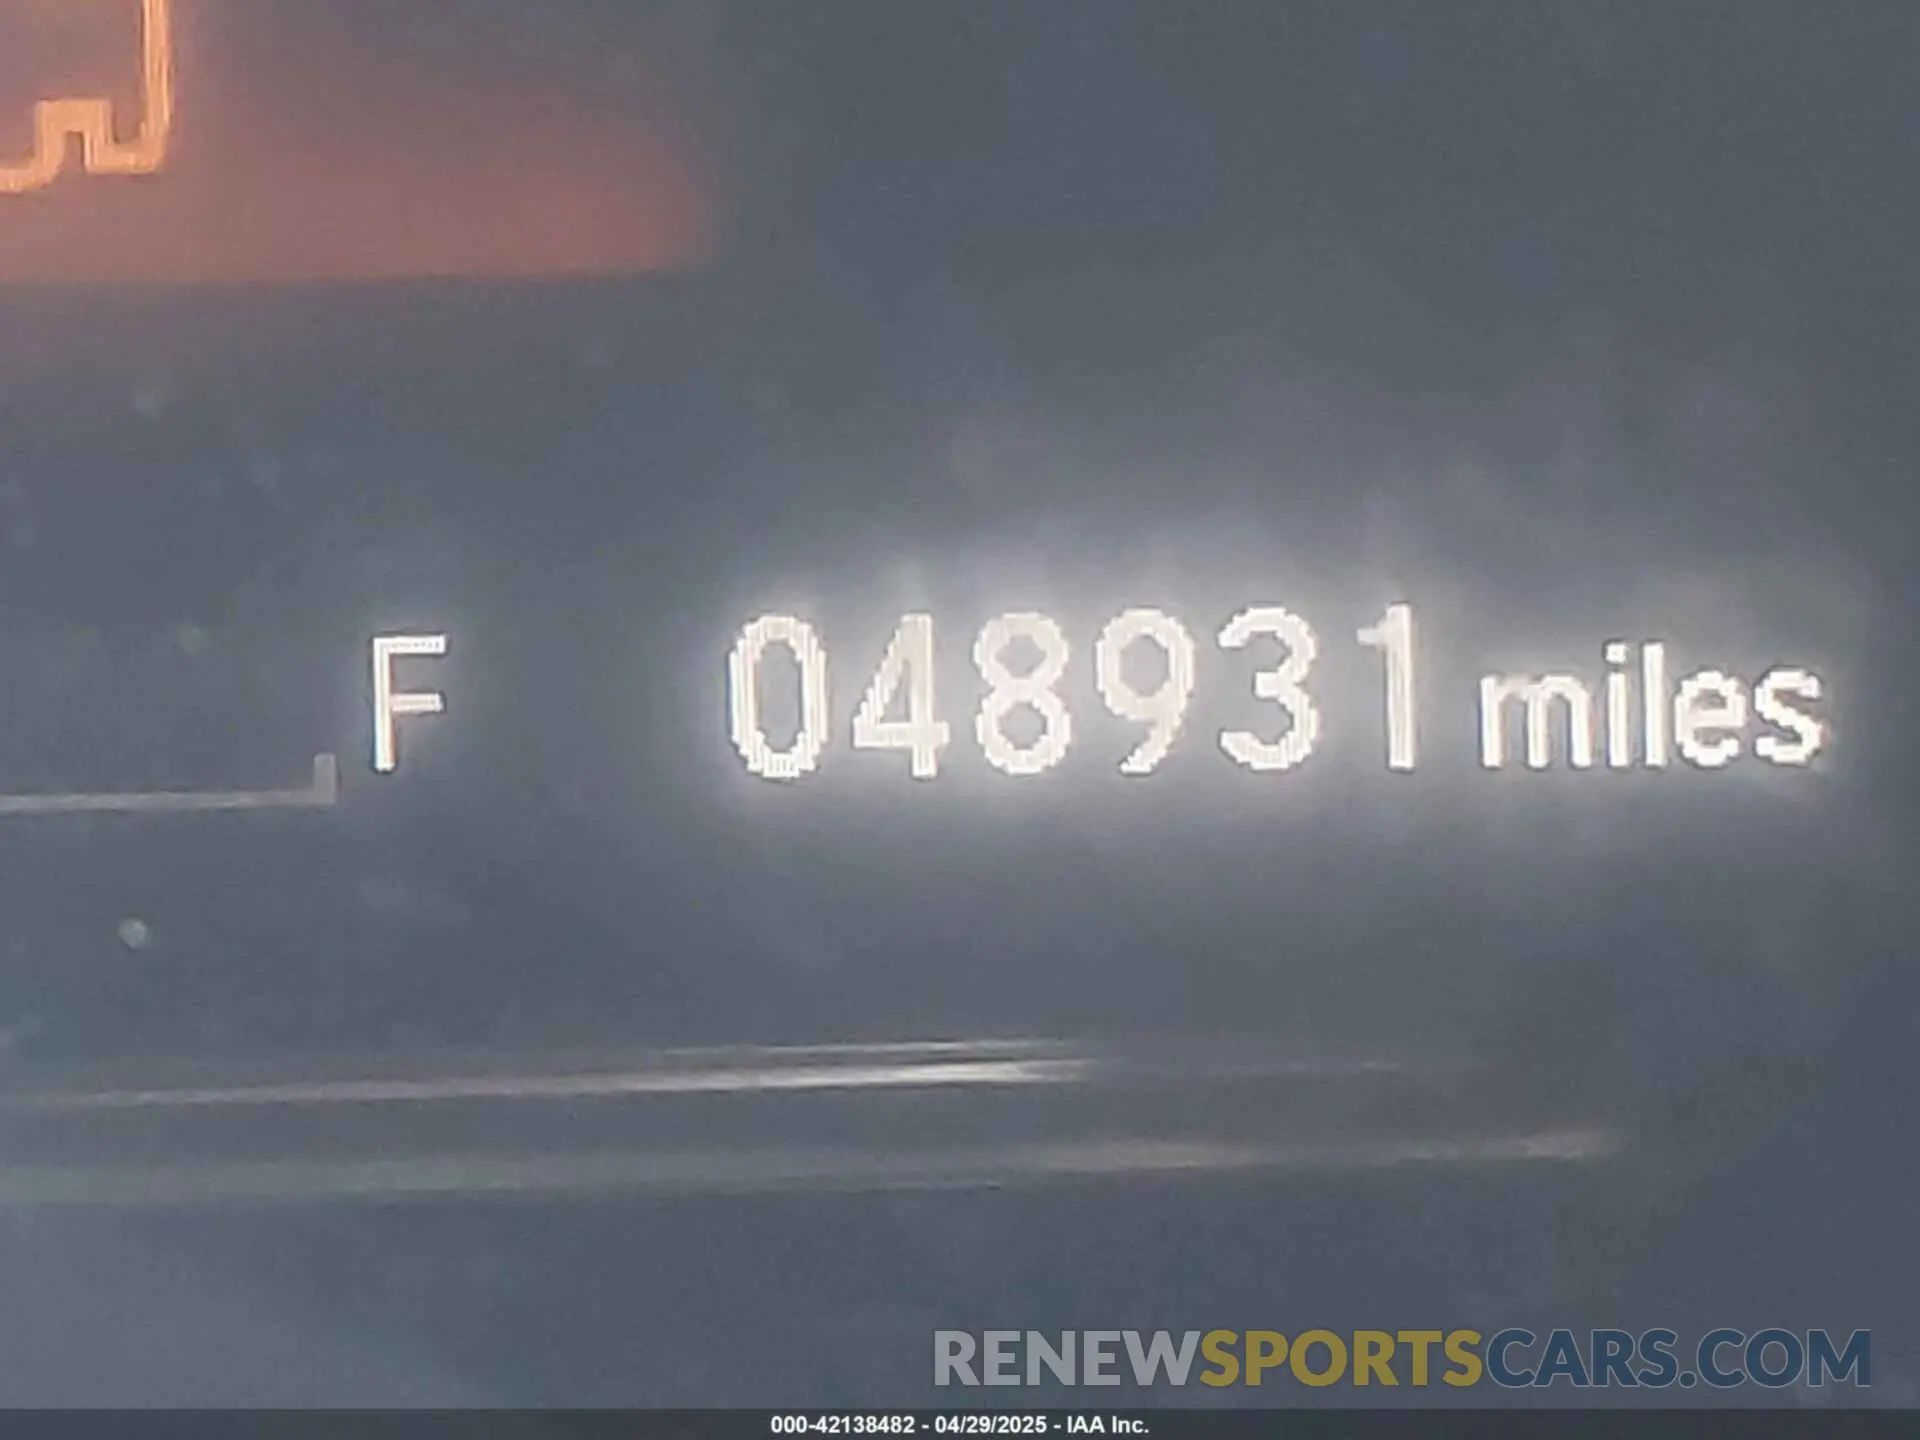 F 048931 miles
RENEWSPORTSCARS.COM
000-42138482 - 04/29/2025 - IAA Inc.